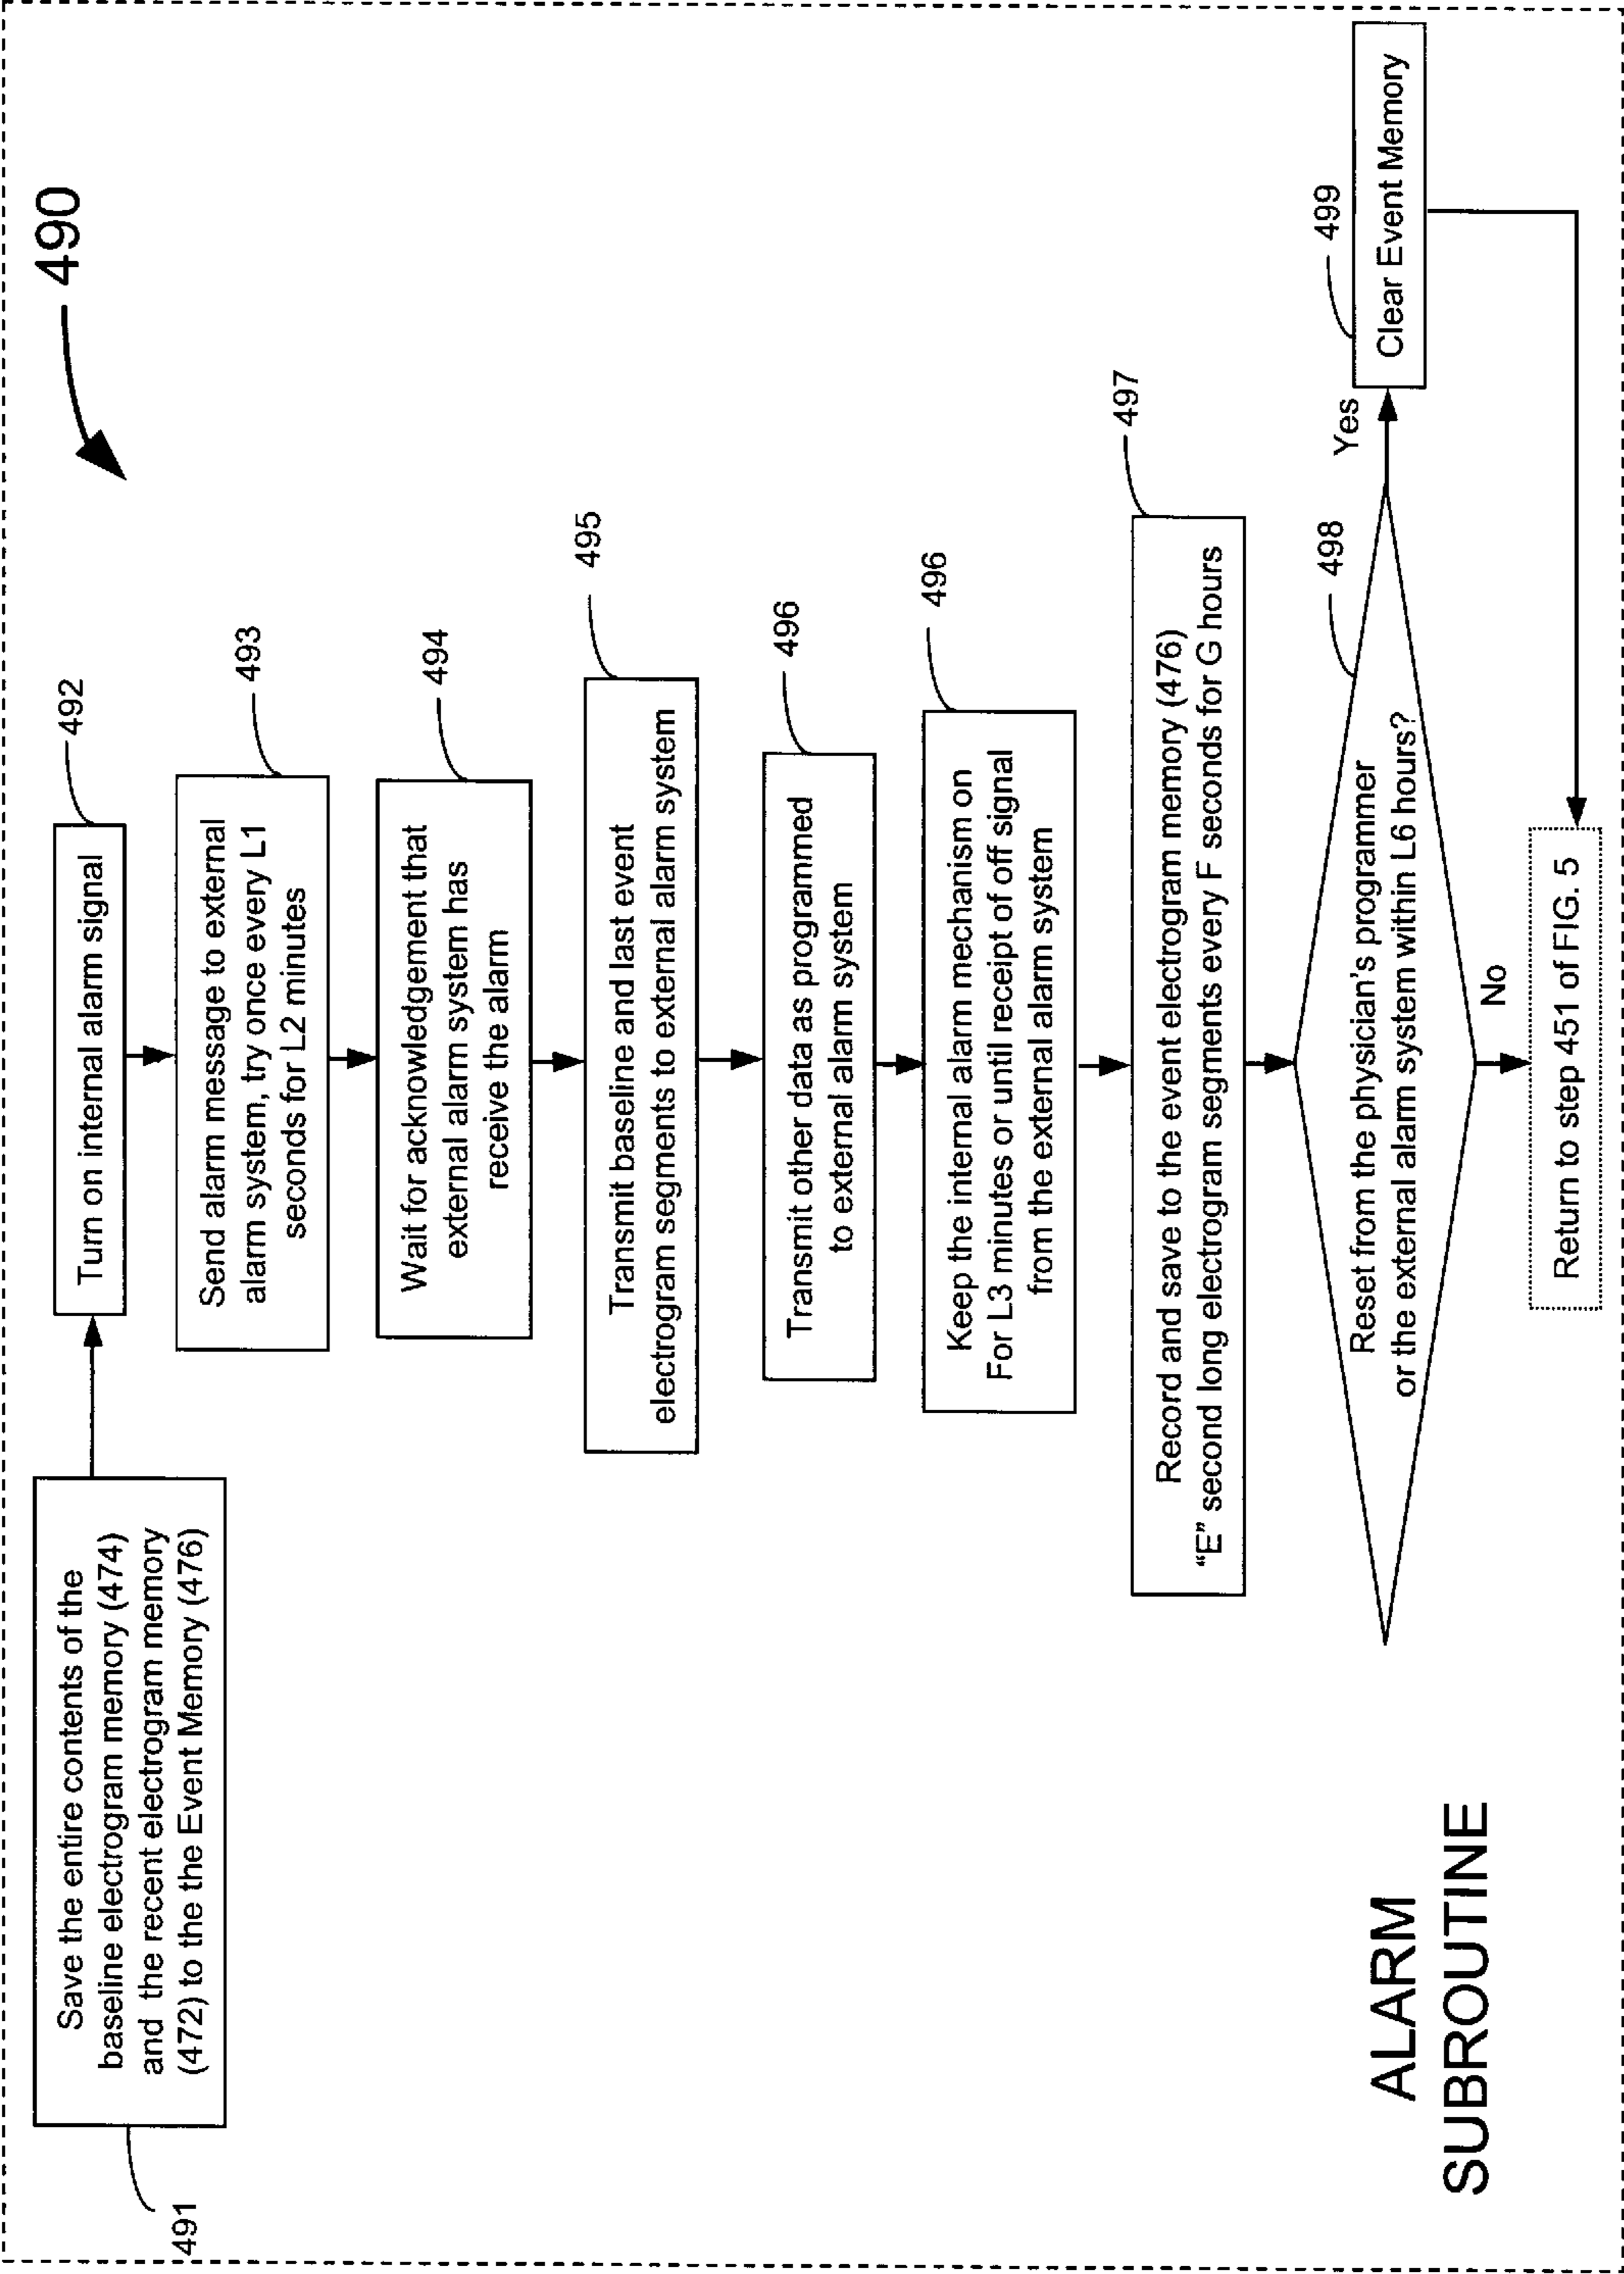 490
Save the entire contents of the
baseline electrogram memory (474)
and the recent electrogram memory
(472) to the the Event Memory (476)
491
Turn on internal alarm signal
492
Send alarm message to external
alarm system, try once every L1
seconds for L2 minutes
493
Wait for acknowledgement that
external alarm system has
receive the alarm
494
Transmit baseline and last event
electrogram segments to external alarm system
495
Transmit other data as programmed
to external alarm system
496
Keep the internal alarm mechanism on
For L3 minutes or until receipt of off signal
from the external alarm system
496
Record and save to the event electrogram memory (476)
“E” second long electrogram segments every F seconds for G hours
497
Reset from the physician's programmer
or the external alarm system within L6 hours?
498
Yes
Clear Event Memory
499
No
Return to step 451 of FIG. 5
ALARM
SUBROUTINE